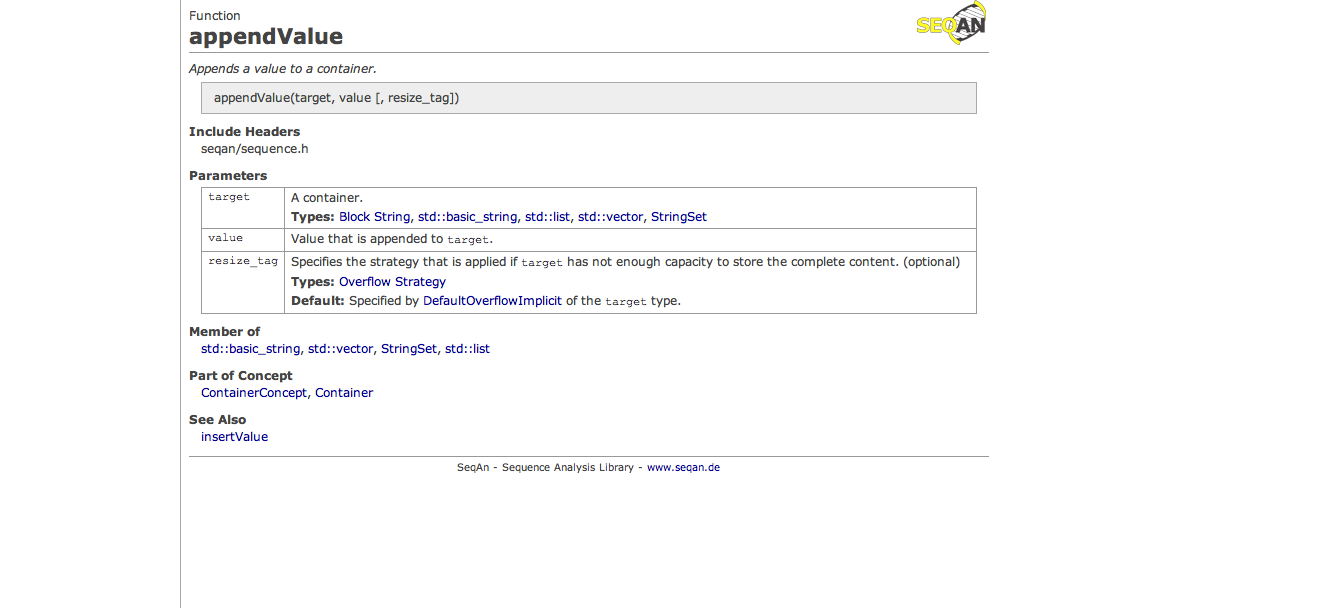 Function
SEQAN
appendValue
Appends a value to a container.
appendValue(target, value [, resize_tag])
Include Headers
seqan/sequence.h
Parameters
target
A container.
Types: Block String, std::basic_string, std::list, std::vector, StringSet
value
Value that is appended to target.
resize_tag
Specifies the strategy that is applied if target has not enough capacity to store the complete content. (optional)
Types: Overflow Strategy
Default: Specified by DefaultOverflowImplicit of the target type.
Member of
std::basic_string, std::vector, StringSet, std::list
Part of Concept
ContainerConcept, Container
See Also
insertValue
SeqAn - Sequence Analysis Library - www.seqan.de